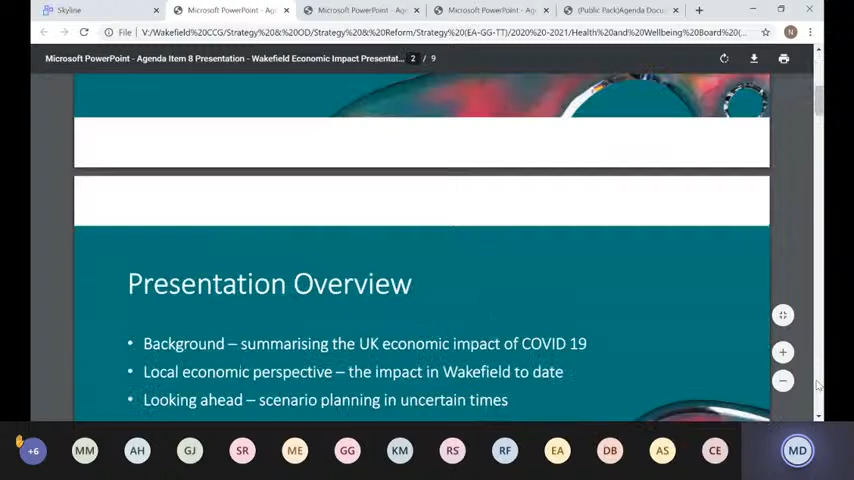 Skyline
Microsoft PowerPoint - Ag
Microsoft PowerPoint - Age
Microsoft PowerPoint - Ag
(Public Pack)Agenda Docu
File
V:/Wakefield%20CCG/Strategy%20&%20OD/Strategy%20&%20Reform/Strategy%20(EA-GG-TT)/2020%20-2021/Health%20and%20Wellbeing%20Board%20(...
N
Microsoft PowerPoint - Agenda Item 8 Presentation - Wakefield Economic Impact Presentat...
2 / 9
Presentation Overview
• Background – summarising the UK economic impact of COVID 19
• Local economic perspective – the impact in Wakefield to date
• Looking ahead – scenario planning in uncertain times
+6 MM AH GJ SR ME GG KM RS RF EA DB AS CE MD